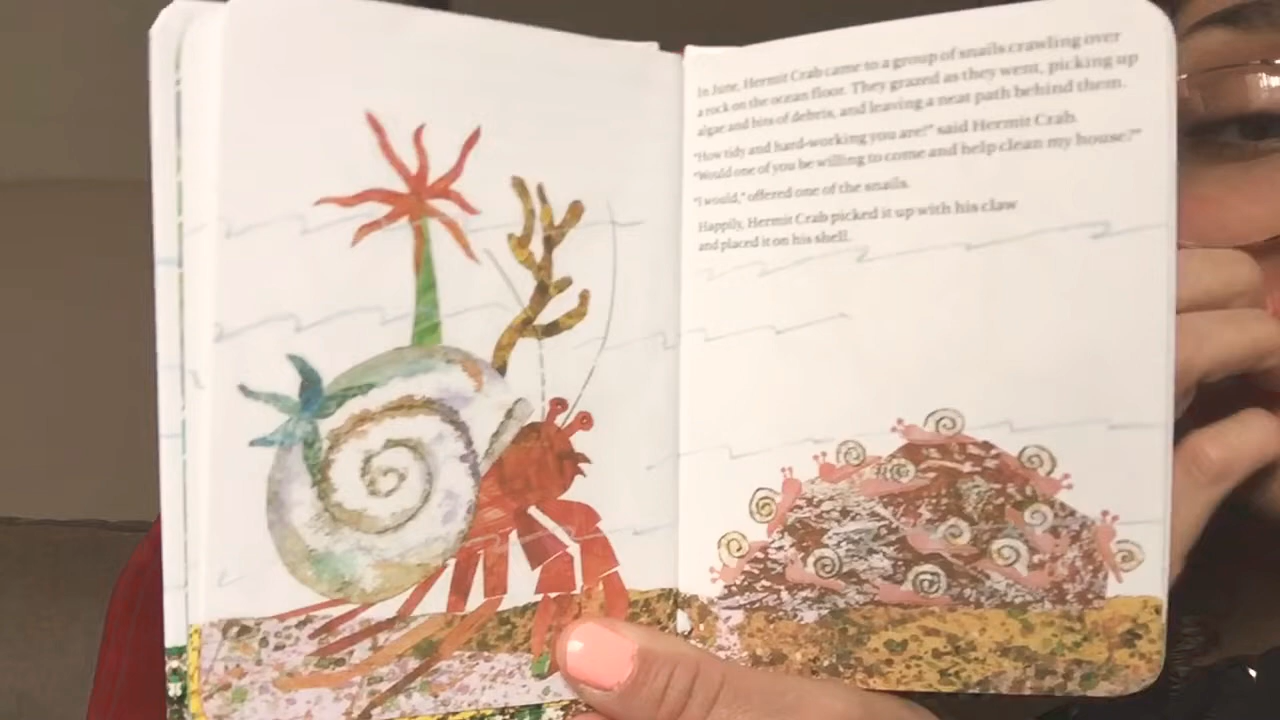 In June, Hermit Crab came to a group of snails crawling over
a rock on the ocean floor. They grazed as they went, picking up
algae and bits of debris, and leaving a neat path behind them.
"How tidy and hard-working you are!" said Hermit Crab.
"Would one of you be willing to come and help clean my house?"
"I would," offered one of the snails.
Happily, Hermit Crab picked it up with his claw
and placed it on his shell.